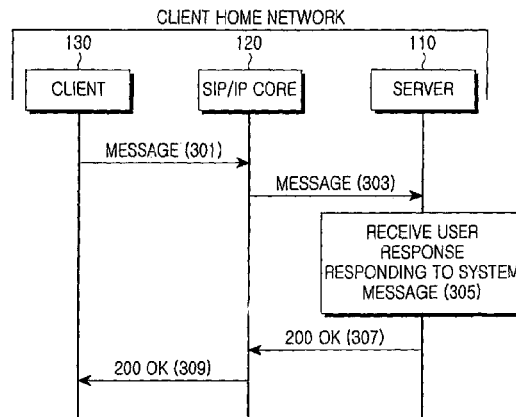 CLIENT HOME NETWORK
130
120
110
CLIENT
SIP/IP CORE
SERVER
MESSAGE (301)
MESSAGE (303)
RECEIVE USER
RESPONSE
RESPONDING TO SYSTEM
MESSAGE (305)
200 OK (307)
200 OK (309)